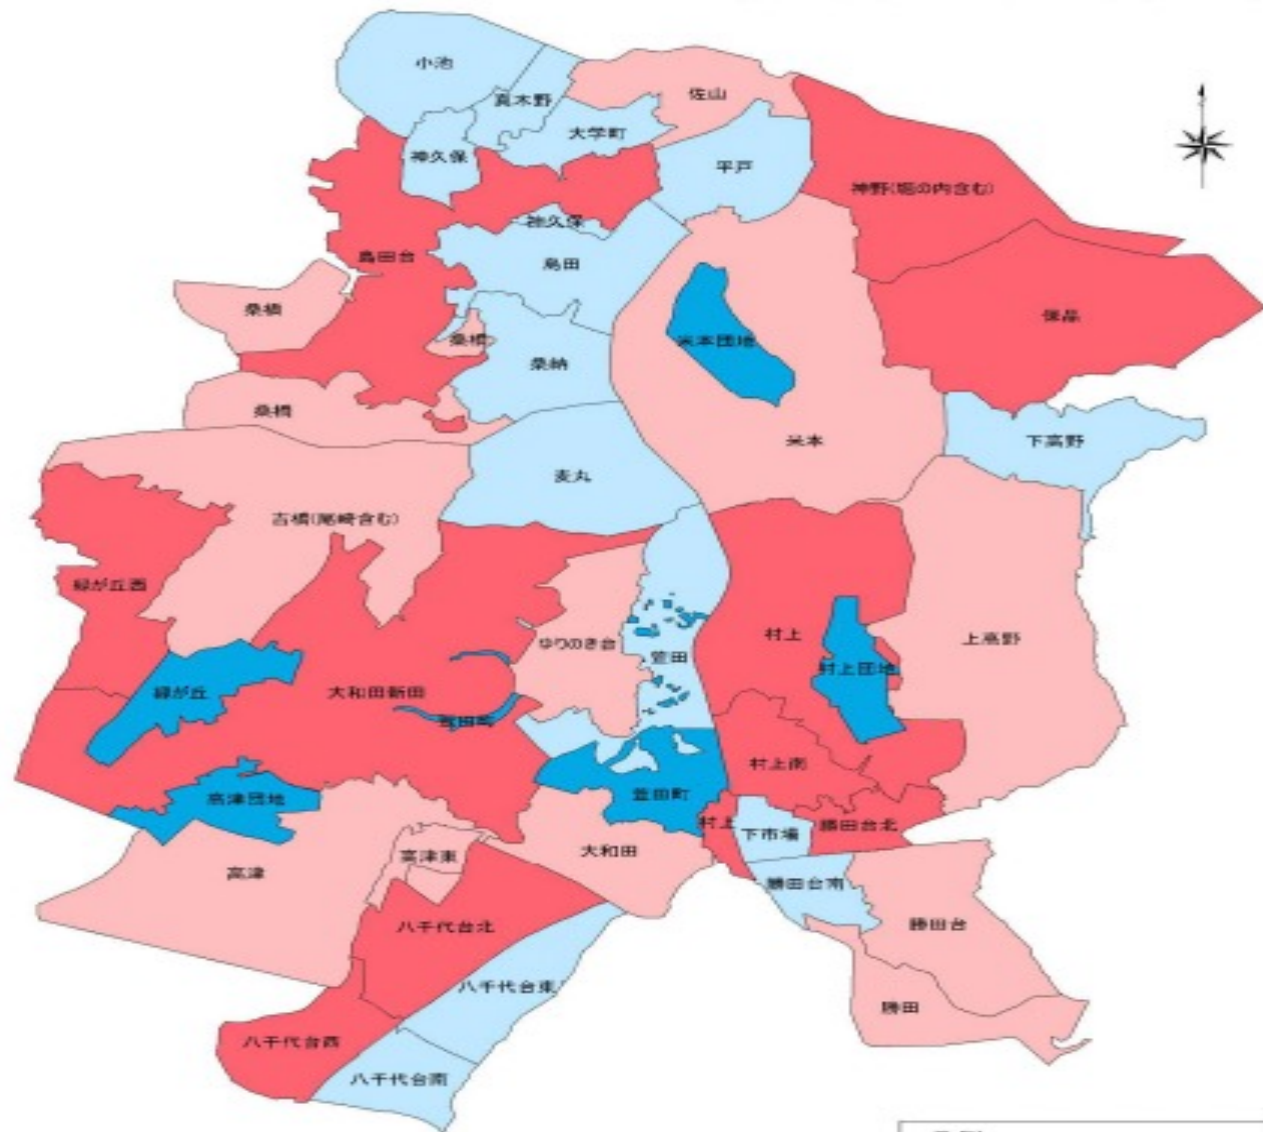 小池
真木野
佐山
大学町
神久保
平戸
神野(堀の内含む)
神久保
島田台
島田
桑橋
保品
桑橋
米本団地
桑納
桑橋
米本
下高野
麦丸
吉橋(尾崎含む)
緑が丘西
村上
上高野
ゆりのき台
萱田
村上団地
緑が丘
大和田新田
萱田町
村上南
高津団地
萱田町
村上
下市場
勝田台北
大和田
高津東
高津
勝田台南
八千代台北
勝田台
八千代台東
勝田
八千代台西
八千代台南